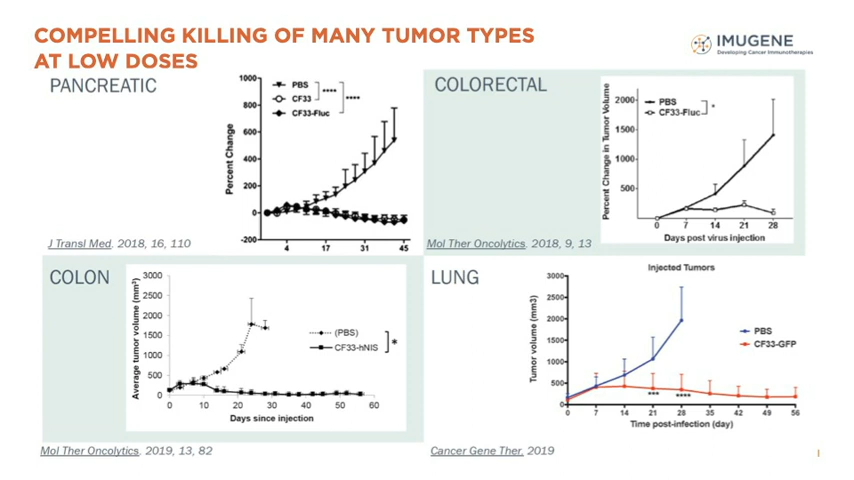 COMPELLING KILLING OF MANY TUMOR TYPES
AT LOW DOSES
IMUGENE
Developing Cancer Immunotherapies
PANCREATIC
1000
800
600
400
200
0
-200
Percent Change
PBS
CF33
CF33-Fluc
****
****
4
17
31
45
J Transl Med. 2018, 16, 110
COLORECTAL
Percent Change in Tumor Volume
2000
1500
1000
500
PBS
CF33-Fluc
*
0
7
14
21
28
Days post virus injection
Mol Ther Oncolytics. 2018, 9, 13
COLON
Average tumor volume (mm³)
3000
2500
2000
1500
1000
500
0
(PBS)
CF33-hNIS
*
0
10
20
30
40
50
60
Days since injection
Mol Ther Oncolytics. 2019, 13, 82
LUNG
Injected Tumors
Tumor volume (mm3)
3000
2500
2000
1500
1000
500
0
PBS
CF33-GFP
***
****
0
7
14
21
28
35
42
49
56
Time post-infection (day)
Cancer Gene Ther. 2019
I